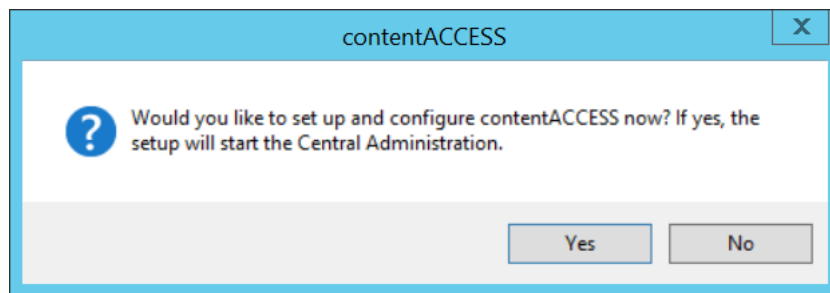 contentACCESS
X
Would you like to set up and configure contentACCESS now? If yes, the
setup will start the Central Administration.
Yes No